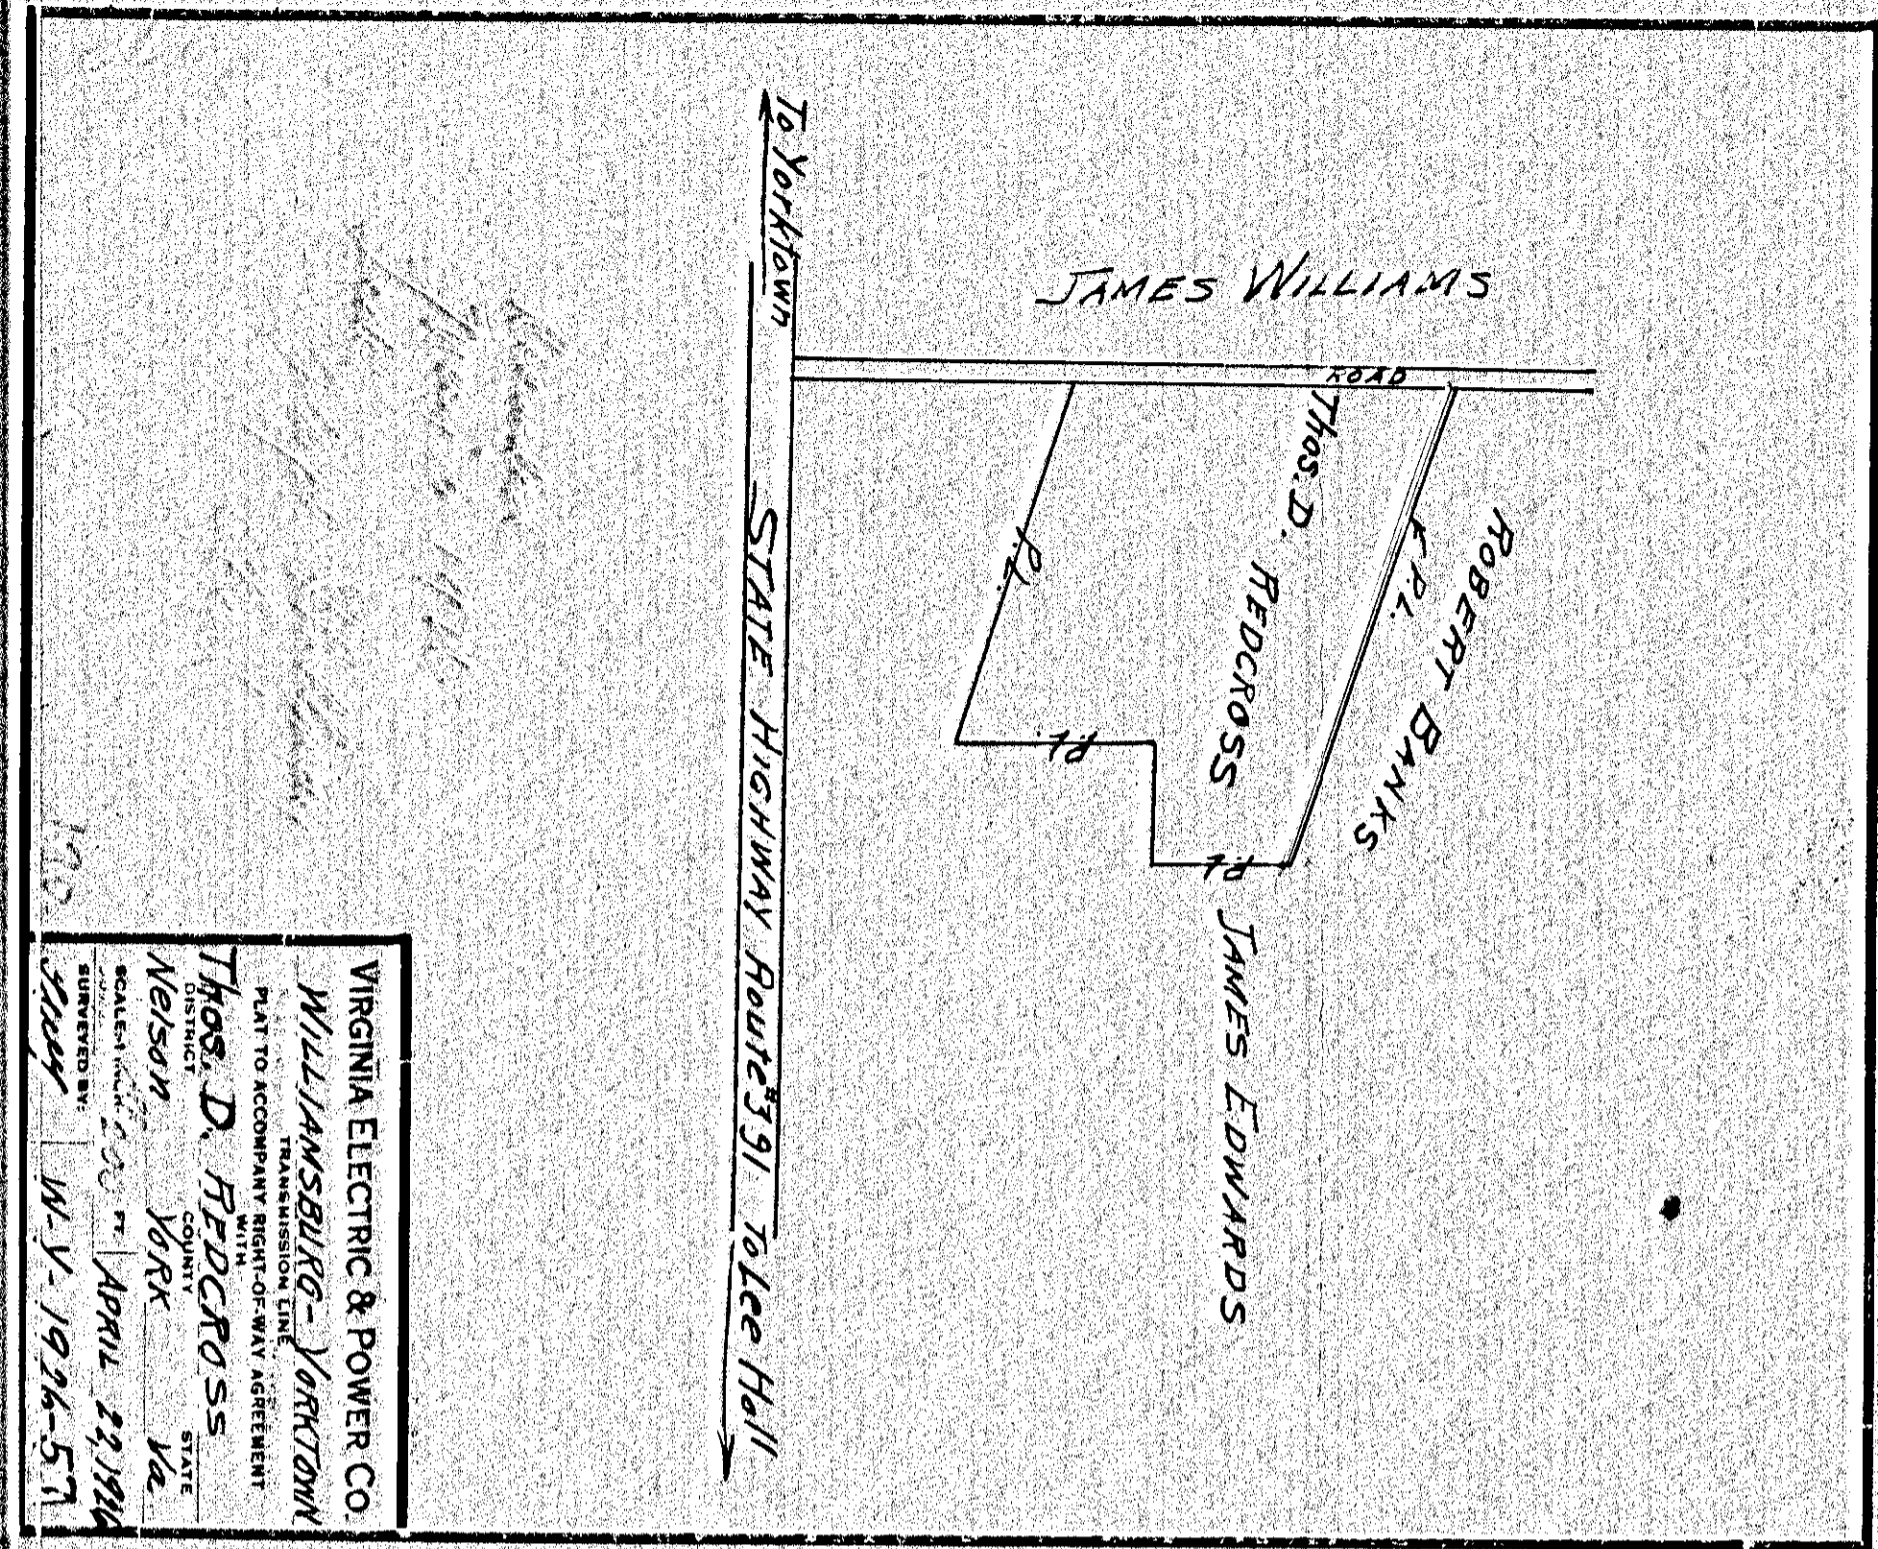 JAMES WILLIAMS
ROAD
ROBERT BANKS
P.L.
Thos. D. REDCROSS
P.L.
P.L.
P.L.
JAMES EDWARDS
To Yorktown
STATE HIGHWAY Route #391
To Lee Hall
VIRGINIA ELECTRIC & POWER CO.
WILLIAMSBURG - YORKTOWN
TRANSMISSION LINE
PLAT TO ACCOMPANY RIGHT-OF-WAY AGREEMENT
WITH
Thos. D. REDCROSS
DISTRICT COUNTY STATE
Nelson YORK Va
SCALE: FT. APRIL 22, 1926
SURVEYED BY:
W-Y-1926-57